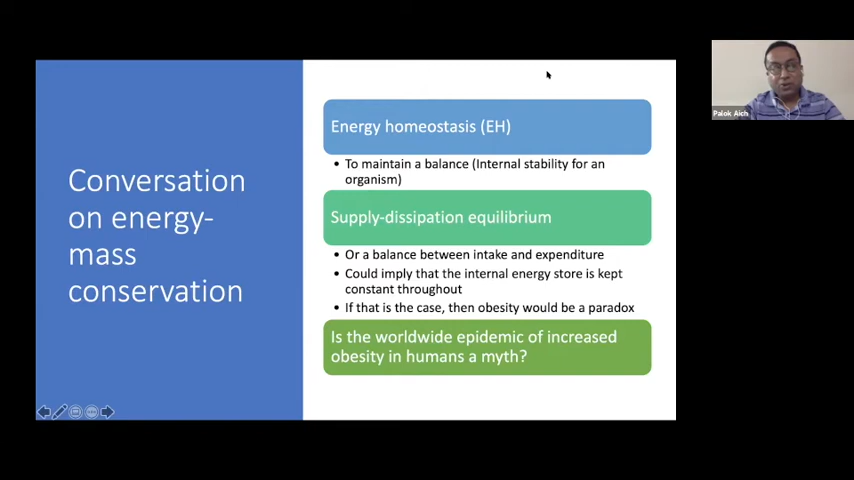 Conversation
on energy-
mass
conservation
Energy homeostasis (EH)
• To maintain a balance (Internal stability for an
organism)
Supply-dissipation equilibrium
• Or a balance between intake and expenditure
• Could imply that the internal energy store is kept
constant throughout
• If that is the case, then obesity would be a paradox
Is the worldwide epidemic of increased
obesity in humans a myth?
Palok Aich